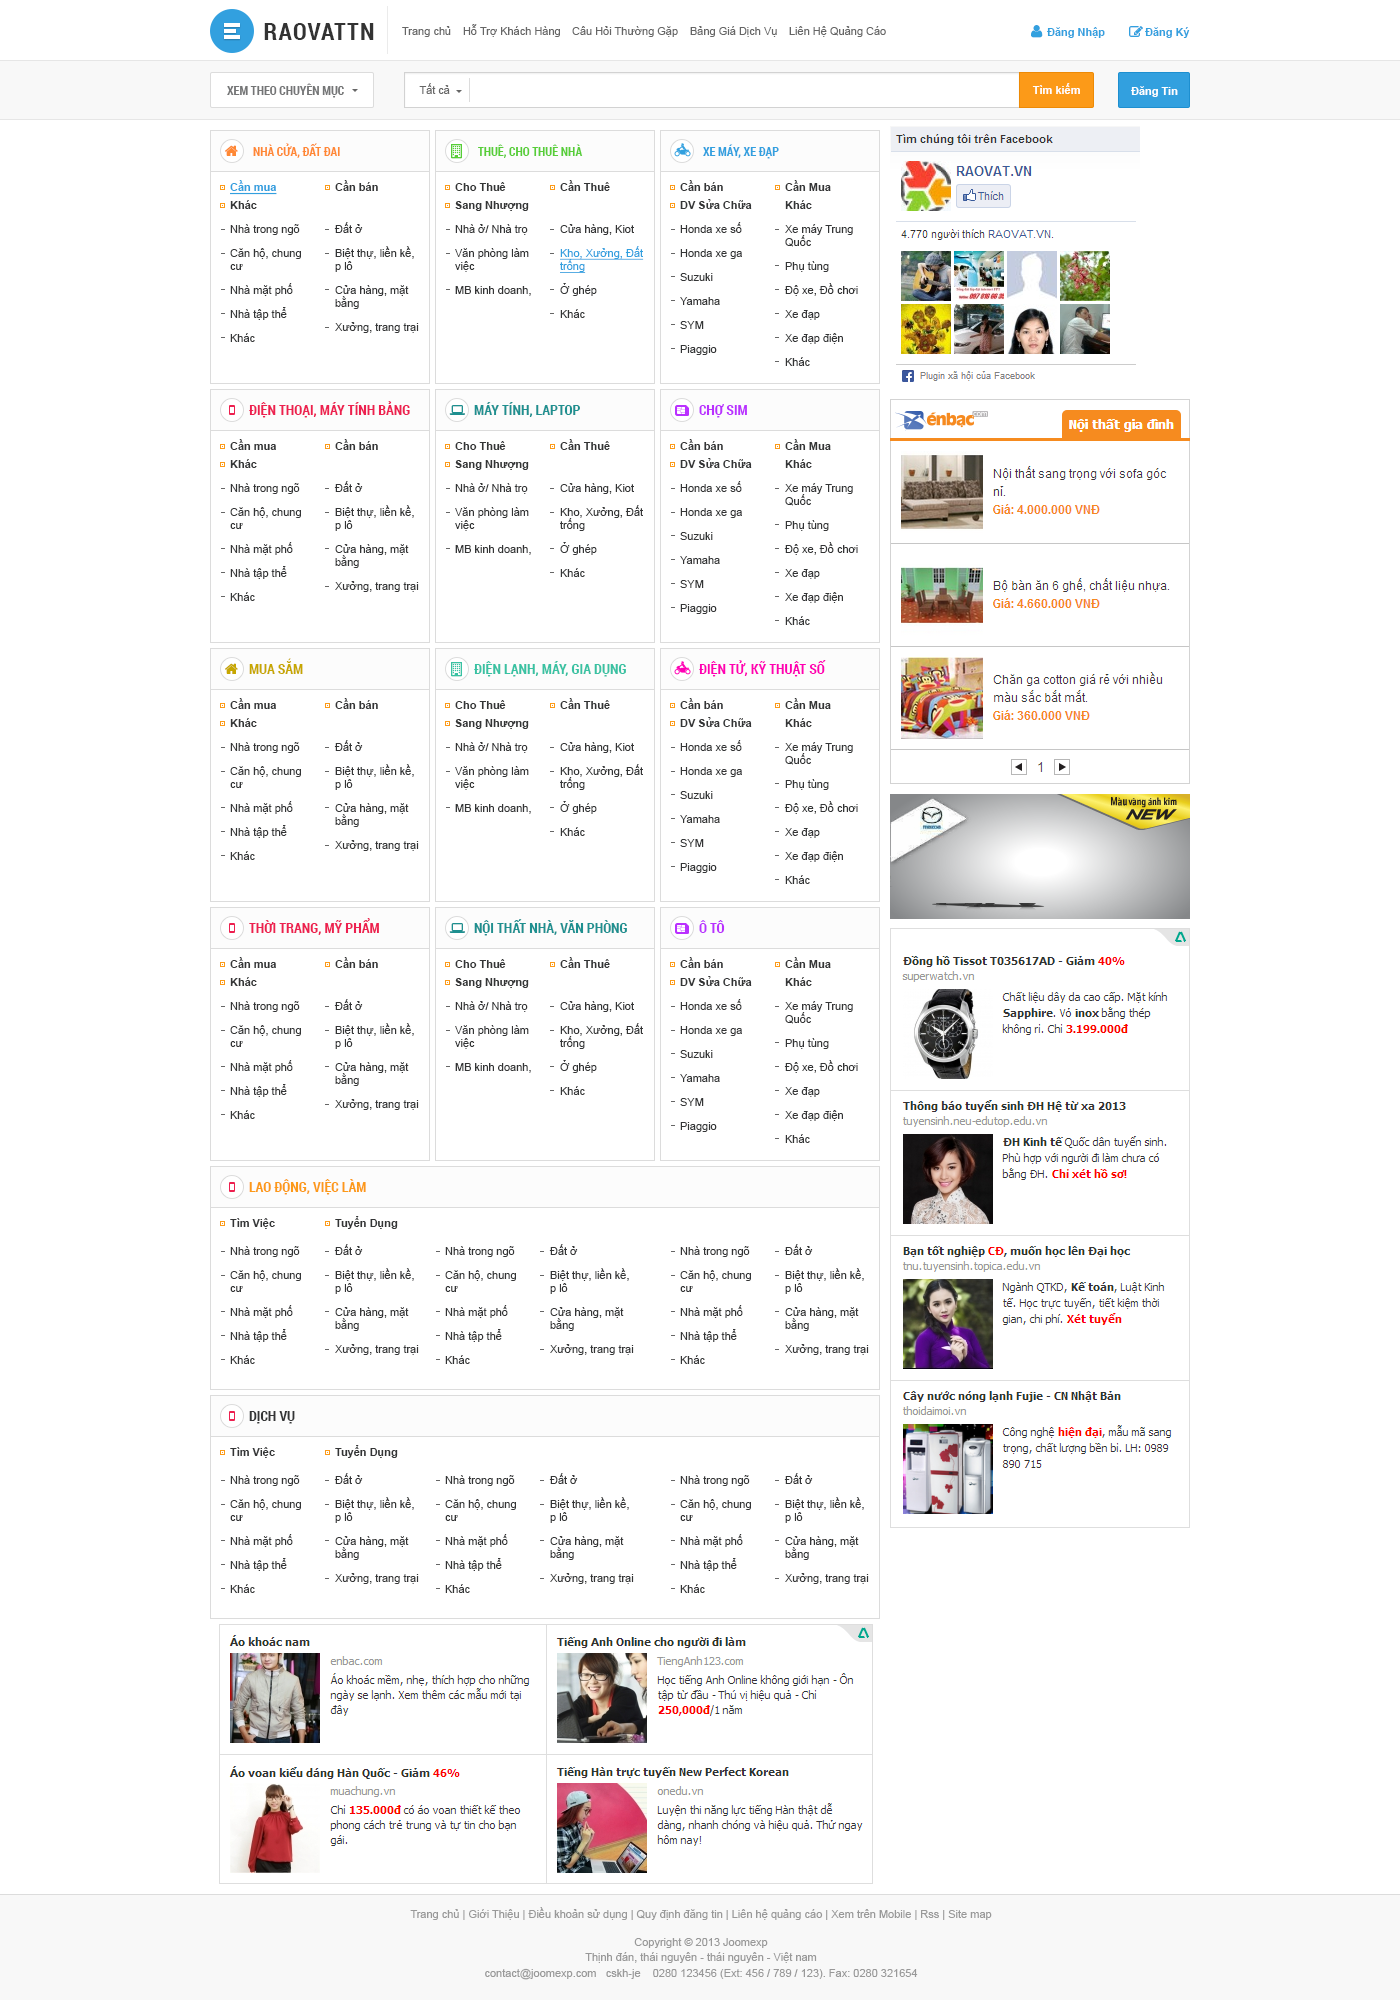 RAOVATTN
Trang chủ Hỗ Trợ Khách Hàng Câu Hỏi Thường Gặp Bảng Giá Dịch Vụ Liên Hệ Quảng Cáo
Đăng Nhập Đăng Ký
XEM THEO CHUYÊN MỤC Tất cả Tìm kiếm Đăng Tin
NHÀ CỬA, ĐẤT ĐAI
Cần mua Cần bán
Khác
Nhà trong ngõ Đất ở
Căn hộ, chung cư Biệt thự, liền kề, p lô
Nhà mặt phố Cửa hàng, mặt bằng
Nhà tập thể Xưởng, trang trại
Khác
THUÊ, CHO THUÊ NHÀ
Cho Thuê Cần Thuê
Sang Nhượng
Nhà ở/ Nhà trọ Cửa hàng, Kiot
Văn phòng làm việc Kho, Xưởng, Đất trống
MB kinh doanh, Ở ghép
Khác
XE MÁY, XE ĐẠP
Cần bán Cần Mua
DV Sửa Chữa Khác
Honda xe số Xe máy Trung Quốc
Honda xe ga Phụ tùng
Suzuki Độ xe, Đồ chơi
Yamaha Xe đạp
SYM Xe đạp điện
Piaggio Khác
ĐIỆN THOẠI, MÁY TÍNH BẢNG
Cần mua Cần bán
Khác
Nhà trong ngõ Đất ở
Căn hộ, chung cư Biệt thự, liền kề, p lô
Nhà mặt phố Cửa hàng, mặt bằng
Nhà tập thể Xưởng, trang trại
Khác
MÁY TÍNH, LAPTOP
Cho Thuê Cần Thuê
Sang Nhượng
Nhà ở/ Nhà trọ Cửa hàng, Kiot
Văn phòng làm việc Kho, Xưởng, Đất trống
MB kinh doanh, Ở ghép
Khác
CHỢ SIM
Cần bán Cần Mua
DV Sửa Chữa Khác
Honda xe số Xe máy Trung Quốc
Honda xe ga Phụ tùng
Suzuki Độ xe, Đồ chơi
Yamaha Xe đạp
SYM Xe đạp điện
Piaggio Khác
MUA SẮM
Cần mua Cần bán
Khác
Nhà trong ngõ Đất ở
Căn hộ, chung cư Biệt thự, liền kề, p lô
Nhà mặt phố Cửa hàng, mặt bằng
Nhà tập thể Xưởng, trang trại
Khác
ĐIỆN LẠNH, MÁY, GIA DỤNG
Cho Thuê Cần Thuê
Sang Nhượng
Nhà ở/ Nhà trọ Cửa hàng, Kiot
Văn phòng làm việc Kho, Xưởng, Đất trống
MB kinh doanh, Ở ghép
Khác
ĐIỆN TỬ, KỸ THUẬT SỐ
Cần bán Cần Mua
DV Sửa Chữa Khác
Honda xe số Xe máy Trung Quốc
Honda xe ga Phụ tùng
Suzuki Độ xe, Đồ chơi
Yamaha Xe đạp
SYM Xe đạp điện
Piaggio Khác
THỜI TRANG, MỸ PHẨM
Cần mua Cần bán
Khác
Nhà trong ngõ Đất ở
Căn hộ, chung cư Biệt thự, liền kề, p lô
Nhà mặt phố Cửa hàng, mặt bằng
Nhà tập thể Xưởng, trang trại
Khác
NỘI THẤT NHÀ, VĂN PHÒNG
Cho Thuê Cần Thuê
Sang Nhượng
Nhà ở/ Nhà trọ Cửa hàng, Kiot
Văn phòng làm việc Kho, Xưởng, Đất trống
MB kinh doanh, Ở ghép
Khác
Ô TÔ
Cần bán Cần Mua
DV Sửa Chữa Khác
Honda xe số Xe máy Trung Quốc
Honda xe ga Phụ tùng
Suzuki Độ xe, Đồ chơi
Yamaha Xe đạp
SYM Xe đạp điện
Piaggio Khác
LAO ĐỘNG, VIỆC LÀM
Tìm Việc Tuyển Dụng
Nhà trong ngõ Đất ở Nhà trong ngõ Đất ở Nhà trong ngõ Đất ở
Căn hộ, chung cư Biệt thự, liền kề, p lô Căn hộ, chung cư Biệt thự, liền kề, p lô Căn hộ, chung cư Biệt thự, liền kề, p lô
Nhà mặt phố Cửa hàng, mặt bằng Nhà mặt phố Cửa hàng, mặt bằng Nhà mặt phố Cửa hàng, mặt bằng
Nhà tập thể Xưởng, trang trại Nhà tập thể Xưởng, trang trại Nhà tập thể Xưởng, trang trại
Khác Khác Khác
DỊCH VỤ
Tìm Việc Tuyển Dụng
Nhà trong ngõ Đất ở Nhà trong ngõ Đất ở Nhà trong ngõ Đất ở
Căn hộ, chung cư Biệt thự, liền kề, p lô Căn hộ, chung cư Biệt thự, liền kề, p lô Căn hộ, chung cư Biệt thự, liền kề, p lô
Nhà mặt phố Cửa hàng, mặt bằng Nhà mặt phố Cửa hàng, mặt bằng Nhà mặt phố Cửa hàng, mặt bằng
Nhà tập thể Xưởng, trang trại Nhà tập thể Xưởng, trang trại Nhà tập thể Xưởng, trang trại
Khác Khác Khác
Áo khoác nam
enbac.com
Áo khoác mềm, nhẹ, thích hợp cho những
ngày se lạnh. Xem thêm các mẫu mới tại
đây
Tiếng Anh Online cho người đi làm
TiengAnh123.com
Học tiếng Anh Online không giới hạn - Ôn
tập từ đầu - Thú vị hiệu quả - Chỉ
250,000đ/1 năm
Áo voan kiểu dáng Hàn Quốc - Giảm 46%
muachung.vn
Chỉ 135.000đ có áo voan thiết kế theo
phong cách trẻ trung và tự tin cho bạn
gái.
Tiếng Hàn trực tuyến New Perfect Korean
onedu.vn
Luyện thi năng lực tiếng Hàn thật dễ
dàng, nhanh chóng và hiệu quả. Thử ngay
hôm nay!
Tìm chúng tôi trên Facebook
RAOVAT.VN
Thích
4.770 người thích RAOVAT.VN.
Plugin xã hội của Facebook
énbạc
Nội thất gia đình
Nội thất sang trọng với sofa góc
nỉ.
Giá: 4.000.000 VNĐ
Bộ bàn ăn 6 ghế, chất liệu nhựa.
Giá: 4.660.000 VNĐ
Chăn ga cotton giá rẻ với nhiều
màu sắc bắt mắt.
Giá: 360.000 VNĐ
1
Màu vàng ánh kim
NEW
Đồng hồ Tissot T035617AD - Giảm 40%
superwatch.vn
Chất liệu dây da cao cấp. Mặt kính
Sapphire. Vỏ inox bằng thép
không rỉ. Chỉ 3.199.000đ
Thông báo tuyển sinh ĐH Hệ từ xa 2013
tuyensinh.neu-edutop.edu.vn
ĐH Kinh tế Quốc dân tuyển sinh.
Phù hợp với người đi làm chưa có
bằng ĐH. Chỉ xét hồ sơ!
Bạn tốt nghiệp CĐ, muốn học lên Đại học
tnu.tuyensinh.topica.edu.vn
Ngành QTKD, Kế toán, Luật Kinh
tế. Học trực tuyến, tiết kiệm thời
gian, chi phí. Xét tuyển
Cây nước nóng lạnh Fujie - CN Nhật Bản
thoidaimoi.vn
Công nghệ hiện đại, mẫu mã sang
trọng, chất lượng bền bỉ. LH: 0989
890 715
Trang chủ | Giới Thiệu | Điều khoản sử dụng | Quy định đăng tin | Liên hệ quảng cáo | Xem trên Mobile | Rss | Site map
Copyright © 2013 Joomexp
Thịnh đán, thái nguyên - thái nguyên - Việt nam
contact@joomexp.com cskh-je 0280 123456 (Ext: 456 / 789 / 123). Fax: 0280 321654